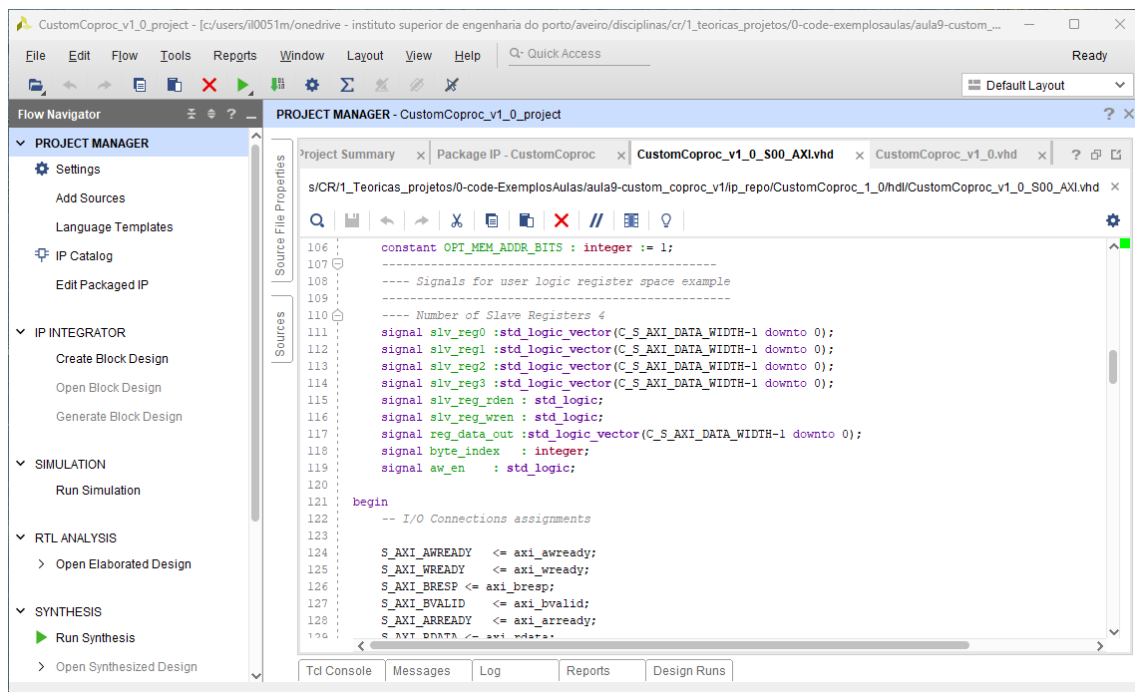 CustomCoproc_v1_0_project - [c:/users/il0051m/onedrive - instituto superior de engenharia do porto/aveiro/disciplinas/cr/1_teoricas_projetos/0-code-exemplosaulas/aula9-custom_...
File Edit Flow Tools Reports Window Layout View Help Q- Quick Access Ready
Default Layout
Flow Navigator
PROJECT MANAGER - CustomCoproc_v1_0_project
PROJECT MANAGER
Settings
Add Sources
Language Templates
IP Catalog
Edit Packaged IP
IP INTEGRATOR
Create Block Design
Open Block Design
Generate Block Design
SIMULATION
Run Simulation
RTL ANALYSIS
Open Elaborated Design
SYNTHESIS
Run Synthesis
Open Synthesized Design
Source File Properties
Sources
Project Summary Package IP - CustomCoproc CustomCoproc_v1_0_S00_AXI.vhd CustomCoproc_v1_0.vhd
s/CR/1_Teoricas_projetos/0-code-ExemplosAulas/aula9-custom_coproc_v1/ip_repo/CustomCoproc_1_0/hdl/CustomCoproc_v1_0_S00_AXI.vhd
106 constant OPT_MEM_ADDR_BITS : integer := 1;
107 ------------------------------------------------
108 ---- Signals for user logic register space example
109 --------------------------------------------------
110 ---- Number of Slave Registers 4
111 signal slv_reg0 :std_logic_vector(C_S_AXI_DATA_WIDTH-1 downto 0);
112 signal slv_reg1 :std_logic_vector(C_S_AXI_DATA_WIDTH-1 downto 0);
113 signal slv_reg2 :std_logic_vector(C_S_AXI_DATA_WIDTH-1 downto 0);
114 signal slv_reg3 :std_logic_vector(C_S_AXI_DATA_WIDTH-1 downto 0);
115 signal slv_reg_rden : std_logic;
116 signal slv_reg_wren : std_logic;
117 signal reg_data_out :std_logic_vector(C_S_AXI_DATA_WIDTH-1 downto 0);
118 signal byte_index : integer;
119 signal aw_en : std_logic;
120
121 begin
122 -- I/O Connections assignments
123
124 S_AXI_AWREADY <= axi_awready;
125 S_AXI_WREADY <= axi_wready;
126 S_AXI_BRESP <= axi_bresp;
127 S_AXI_BVALID <= axi_bvalid;
128 S_AXI_ARREADY <= axi_arready;
129 S_AXI_RDATA <= axi_rdata;
Tcl Console Messages Log Reports Design Runs